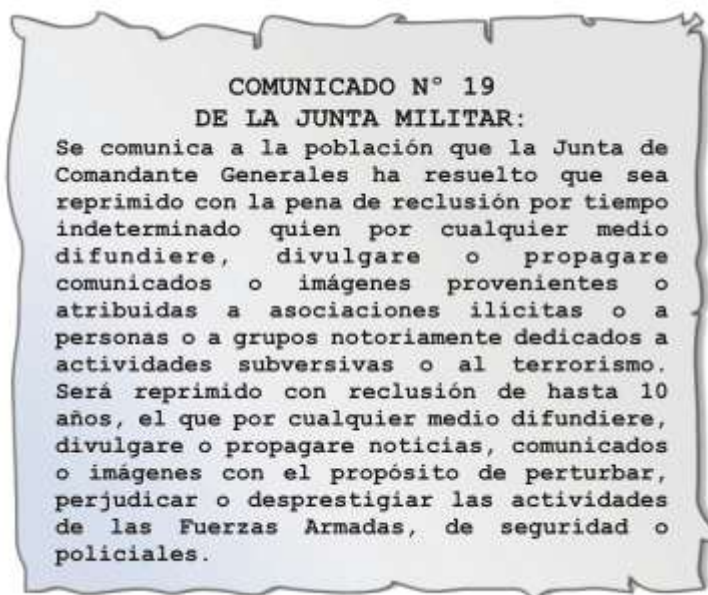 COMUNICADO N° 19
DE LA JUNTA MILITAR:
Se comunica a la población que la Junta de
Comandante Generales ha resuelto que sea
reprimido con la pena de reclusión por tiempo
indeterminado quien por cualquier medio
difundiere, divulgare o propagare
comunicados o imágenes provenientes o
atribuidas a asociaciones ilícitas o a
personas o a grupos notoriamente dedicados a
actividades subversivas o al terrorismo.
Será reprimido con reclusión de hasta 10
años, el que por cualquier medio difundiere,
divulgare o propagare noticias, comunicados
o imágenes con el propósito de perturbar,
perjudicar o desprestigiar las actividades
de las Fuerzas Armadas, de seguridad o
policiales.